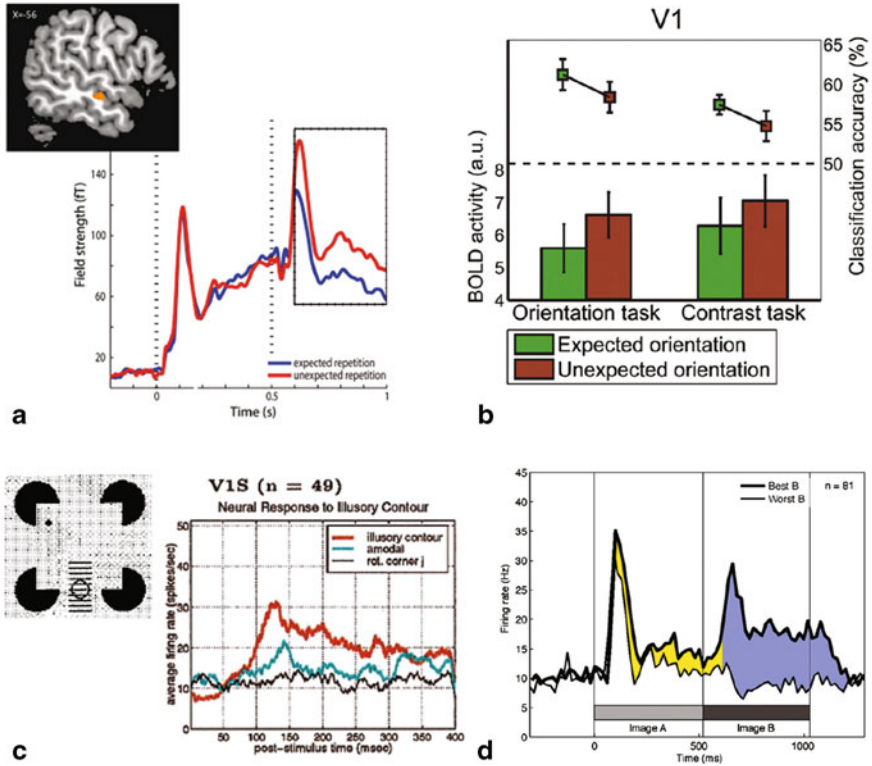 X=-56
Field strength (fT)
140
100
60
20
0
0.5
1
Time (s)
expected repetition
unexpected repetition
a
V1
BOLD activity (a.u.)
8
7
6
5
4
65
60
55
50
Classification accuracy (%)
Orientation task
Contrast task
Expected orientation
Unexpected orientation
b
V1S (n = 49)
Neural Response to Illusory Contour
average firing rate (spikes/sec)
50
40
30
20
10
0
illusory contour
amodal
rot. corner j
0 50 100 150 200 250 300 350 400
post-stimulus time (msec)
c
Firing rate (Hz)
45
40
35
30
25
20
15
10
5
0
Best B
Worst B
n = 81
Image A
Image B
0 500 1000
Time (ms)
d